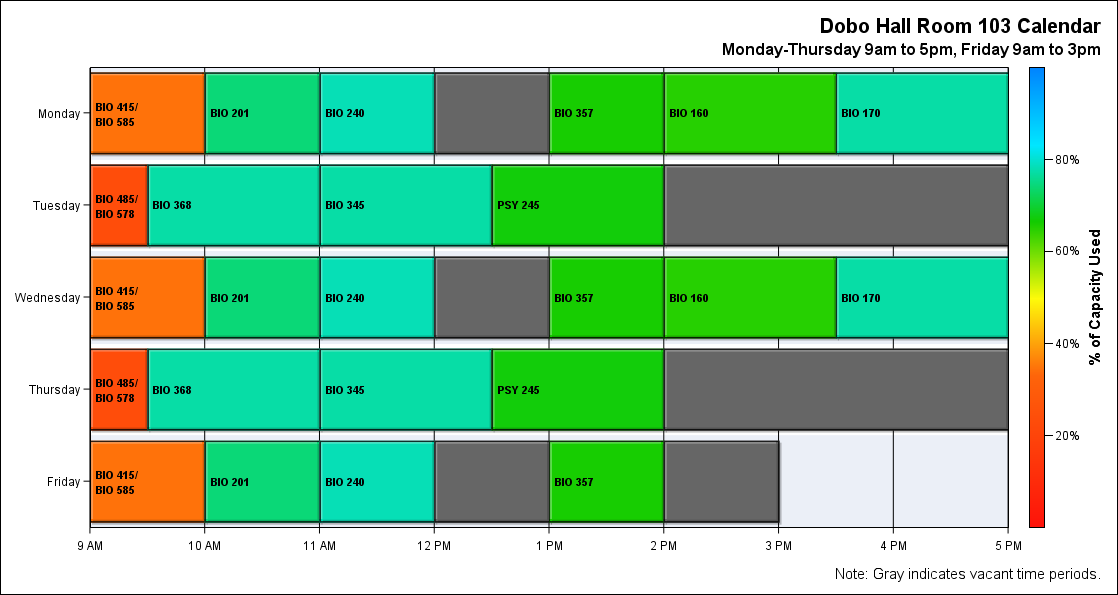 Dobo Hall Room 103 Calendar
Monday-Thursday 9am to 5pm, Friday 9am to 3pm
Monday
BIO 415/
BIO 585
BIO 201
BIO 240
BIO 357
BIO 160
BIO 170
Tuesday
BIO 485/
BIO 578
BIO 368
BIO 345
PSY 245
Wednesday
BIO 415/
BIO 585
BIO 201
BIO 240
BIO 357
BIO 160
BIO 170
Thursday
BIO 485/
BIO 578
BIO 368
BIO 345
PSY 245
Friday
BIO 415/
BIO 585
BIO 201
BIO 240
BIO 357
9 AM
10 AM
11 AM
12 PM
1 PM
2 PM
3 PM
4 PM
5 PM
80%
60%
40%
20%
% of Capacity Used
Note: Gray indicates vacant time periods.